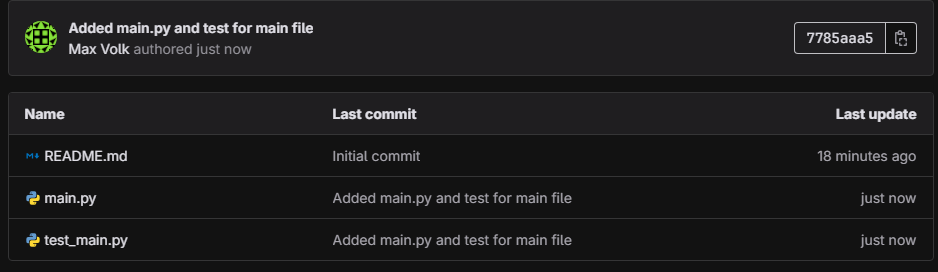 Added main.py and test for main file
Max Volk authored just now
7785aaa5
Name Last commit Last update
README.md Initial commit 18 minutes ago
main.py Added main.py and test for main file just now
test_main.py Added main.py and test for main file just now